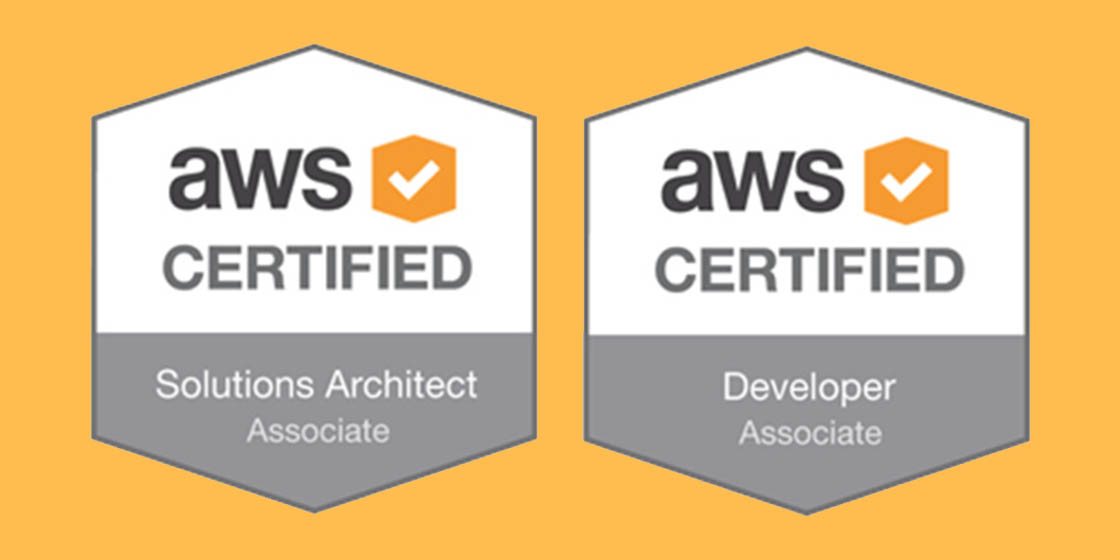 aws
CERTIFIED
Solutions Architect
Associate
aws
CERTIFIED
Developer
Associate